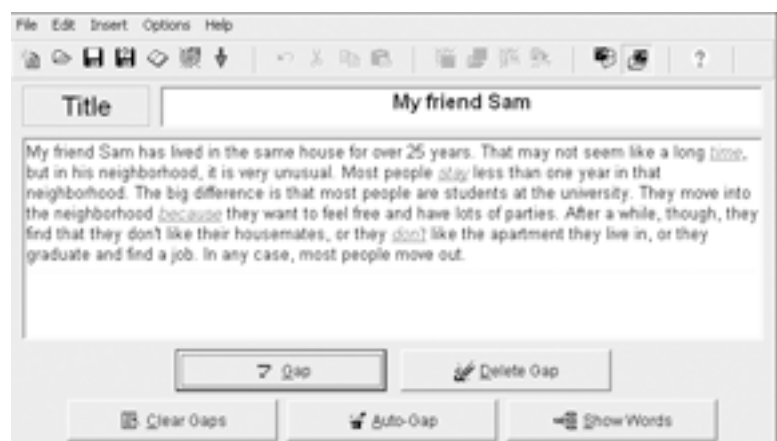 File Edit Insert Options Help
?
Title My friend Sam
My friend Sam has lived in the same house for over 25 years. That may not seem like a long time,
but in his neighborhood, it is very unusual. Most people stay less than one year in that
neighborhood. The big difference is that most people are students at the university. They move into
the neighborhood because they want to feel free and have lots of parties. After a while, though, they
find that they don't like their housemates, or they don't like the apartment they live in, or they
graduate and find a job. In any case, most people move out.
Gap Delete Gap
Clear Gaps Auto-Gap Show Words